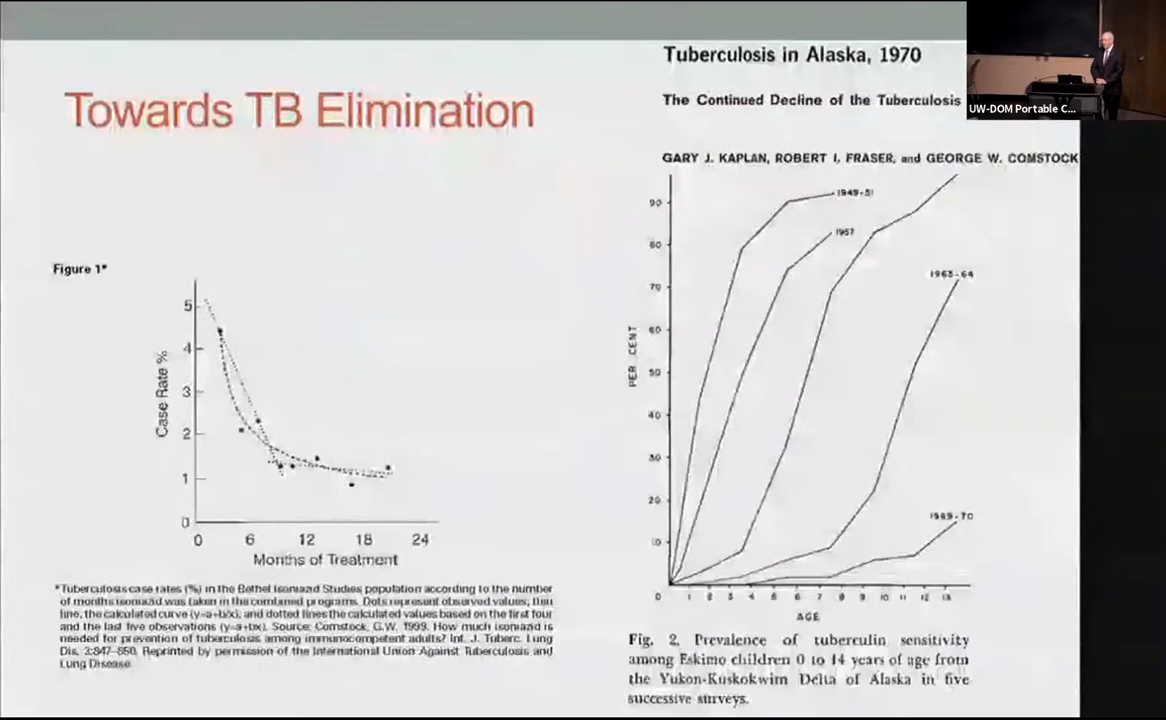 Towards TB Elimination
Tuberculosis in Alaska, 1970
The Continued Decline of the Tuberculosis
GARY J. KAPLAN, ROBERT I. FRASER, and GEORGE W. COMSTOCK
UW-DOM Portable C...
Figure 1*
Case Rate %
5
4
3
2
1
0
0 6 12 18 24
Months of Treatment
*Tuberculosis case rates (%) in the Bethel Isoniazid Studies population according to the number
of months isoniazid was taken in the combined programs. Dots represent observed values; thin
line, the calculated curve (y=a+b/x); and dotted lines the calculated values based on the first four
and the last five observations (y=a+bx). Source: Comstock, G.W. 1999. How much isoniazid is
needed for prevention of tuberculosis among immunocompetent adults? Int. J. Tuberc. Lung
Dis. 3:847-850. Reprinted by permission of the International Union Against Tuberculosis and
Lung Disease.
PER CENT
90
80
70
60
50
40
30
20
10
1949-51
1957
1963-64
1969-70
0 1 2 3 4 5 6 7 8 9 10 11 12 13
AGE
Fig. 2. Prevalence of tuberculin sensitivity
among Eskimo children 0 to 14 years of age from
the Yukon-Kuskokwim Delta of Alaska in five
successive surveys.